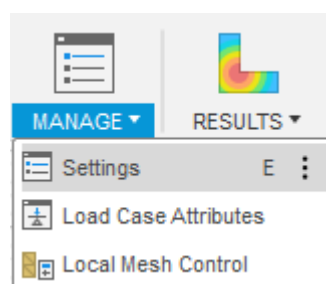 MANAGE▼ RESULTS▼
Settings E
Load Case Attributes
Local Mesh Control